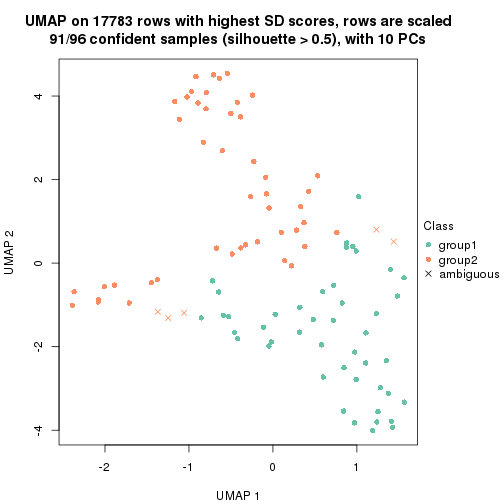 UMAP on 17783 rows with highest SD scores, rows are scaled
91/96 confident samples (silhouette > 0.5), with 10 PCs
4
2
0
-2
-4
UMAP 2
-2
-1
0
1
UMAP 1
Class
group1
group2
ambiguous